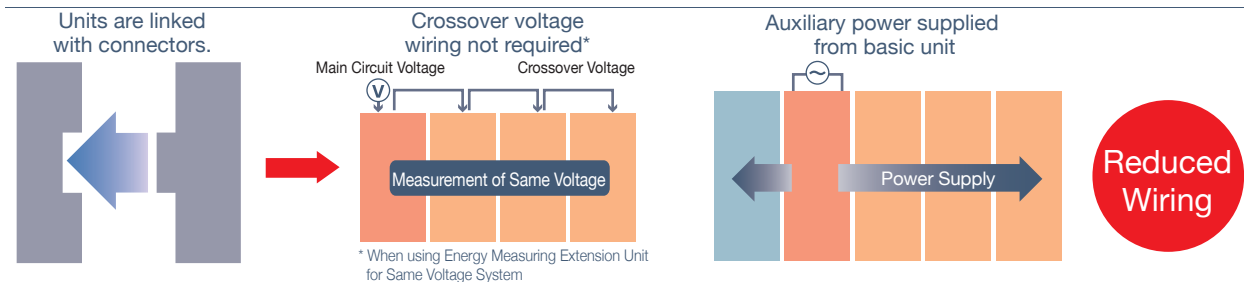 Units are linked
with connectors.
Crossover voltage
wiring not required*
Main Circuit Voltage
Crossover Voltage
V
Measurement of Same Voltage
* When using Energy Measuring Extension Unit
for Same Voltage System
Auxiliary power supplied
from basic unit
~
Power Supply
Reduced
Wiring